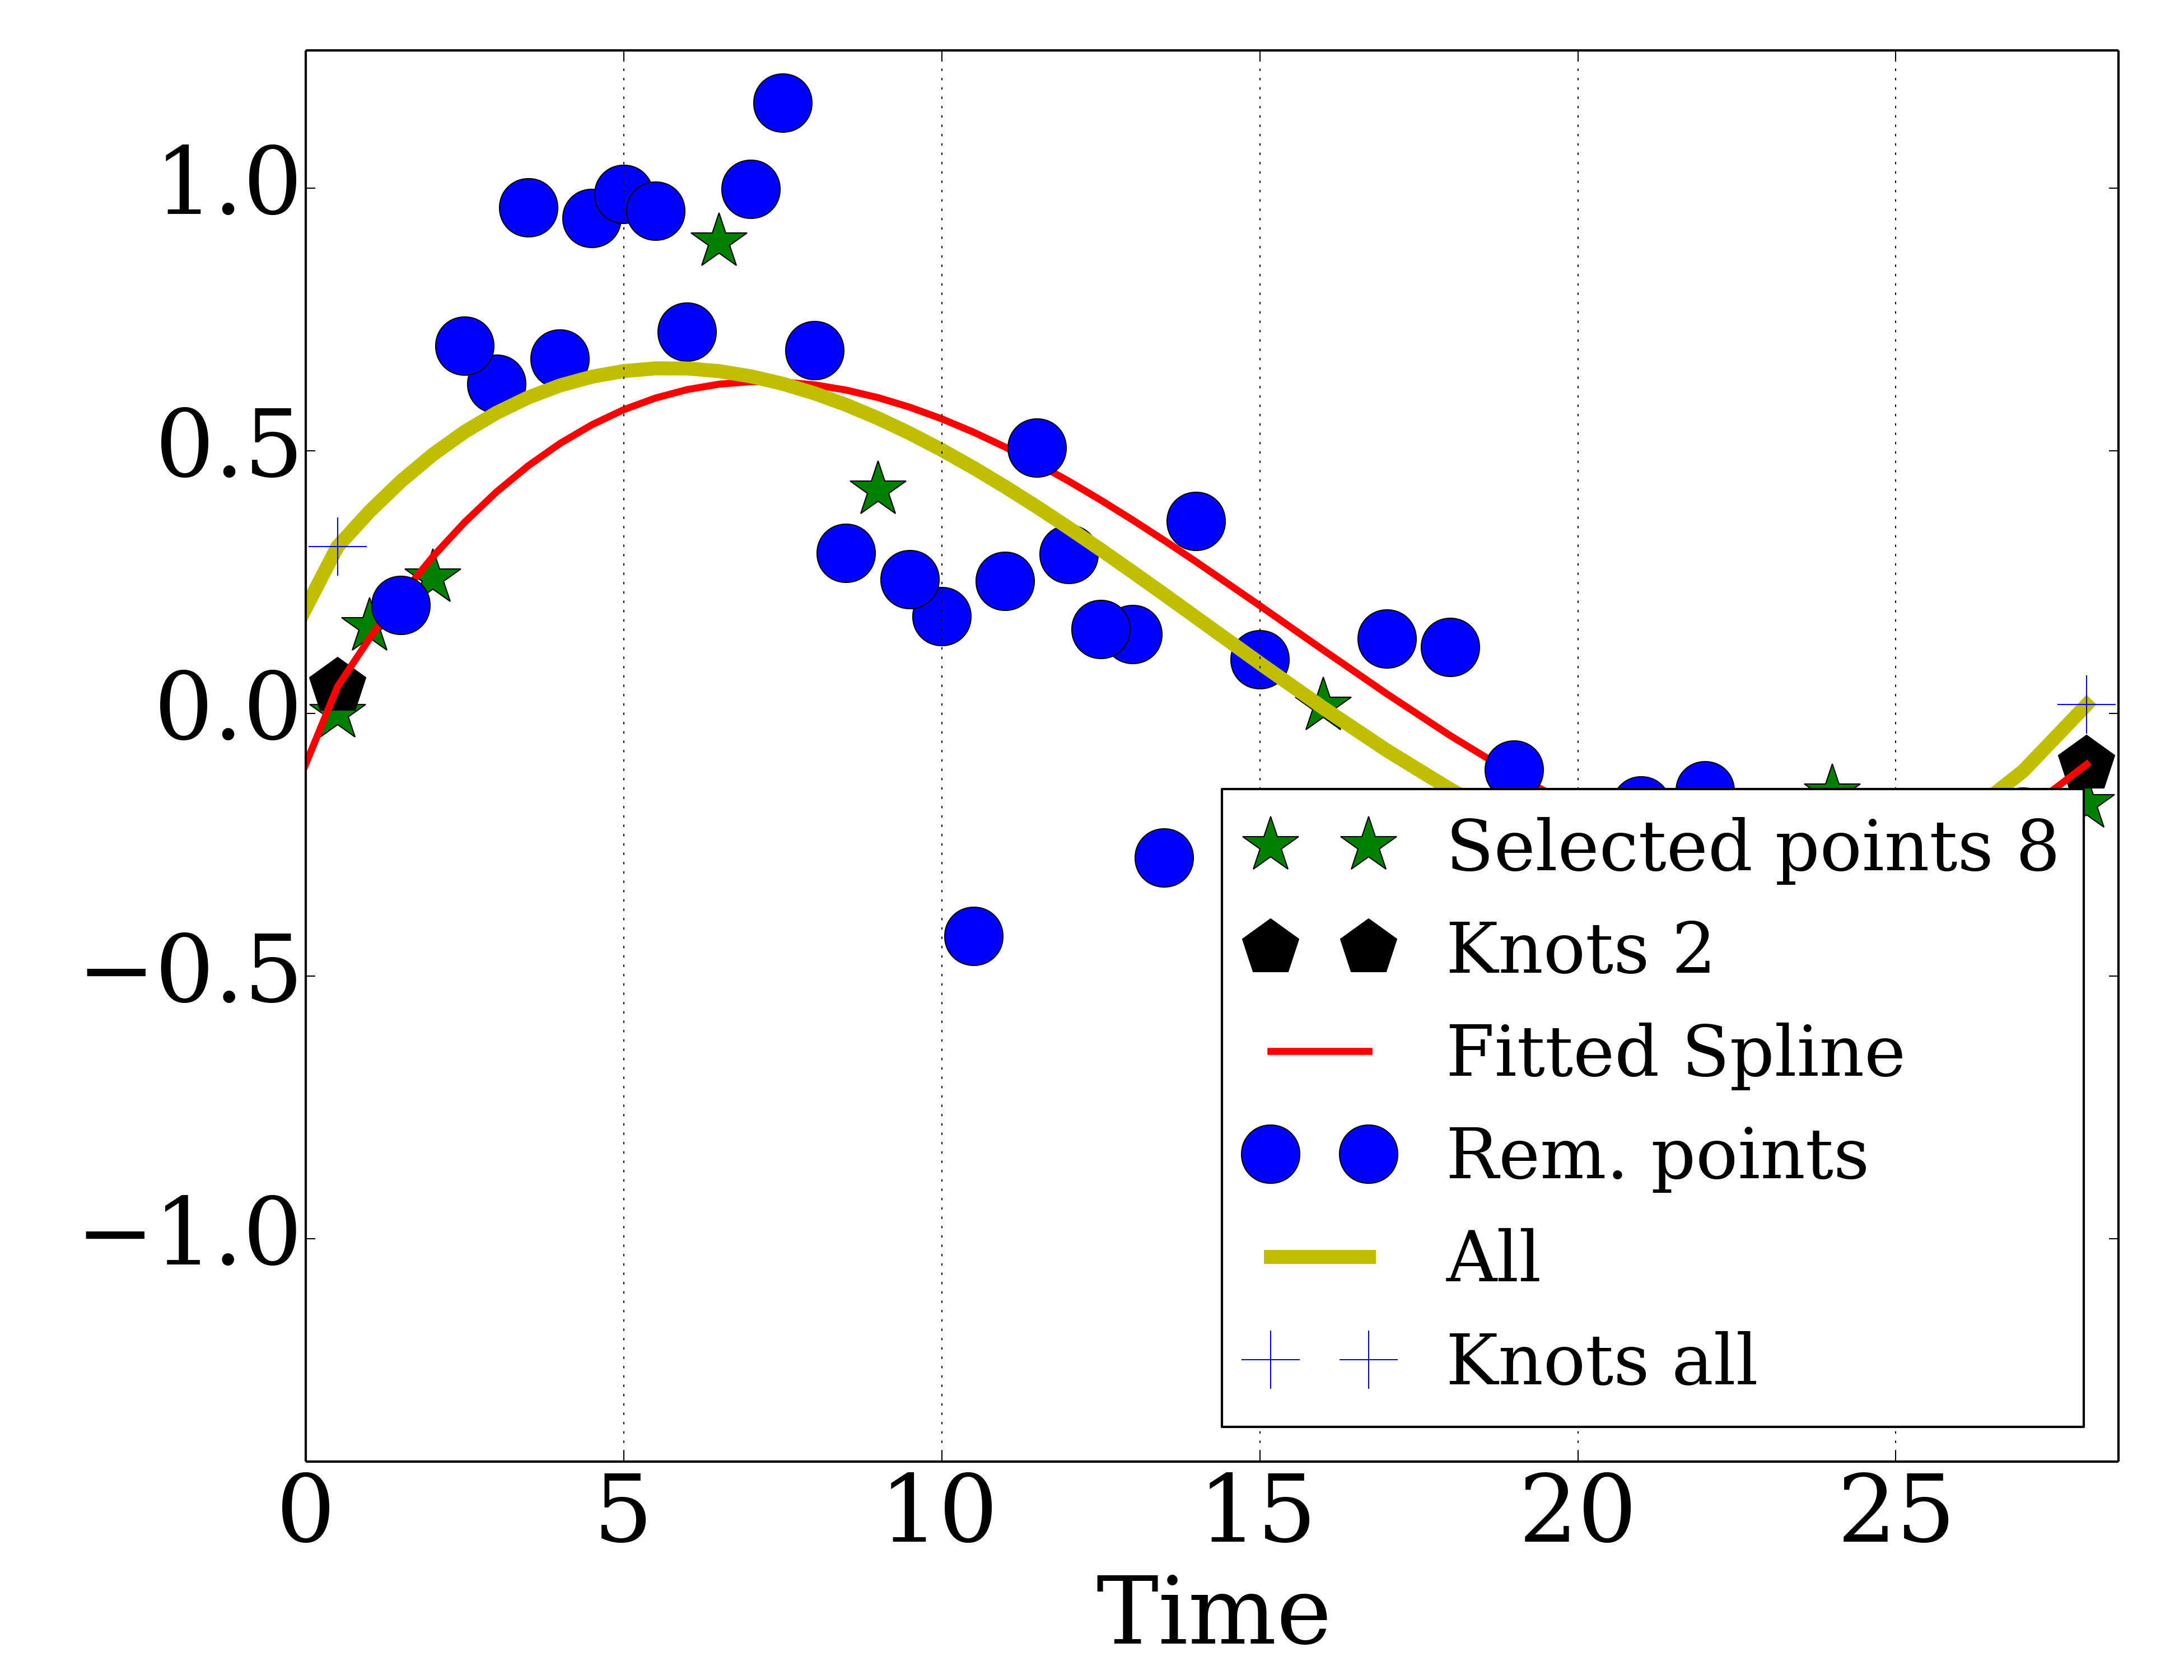 1.0
0.5
0.0
−0.5
−1.0
Selected points 8
Knots 2
Fitted Spline
Rem. points
All
Knots all
0 5 10 15 20 25
Time